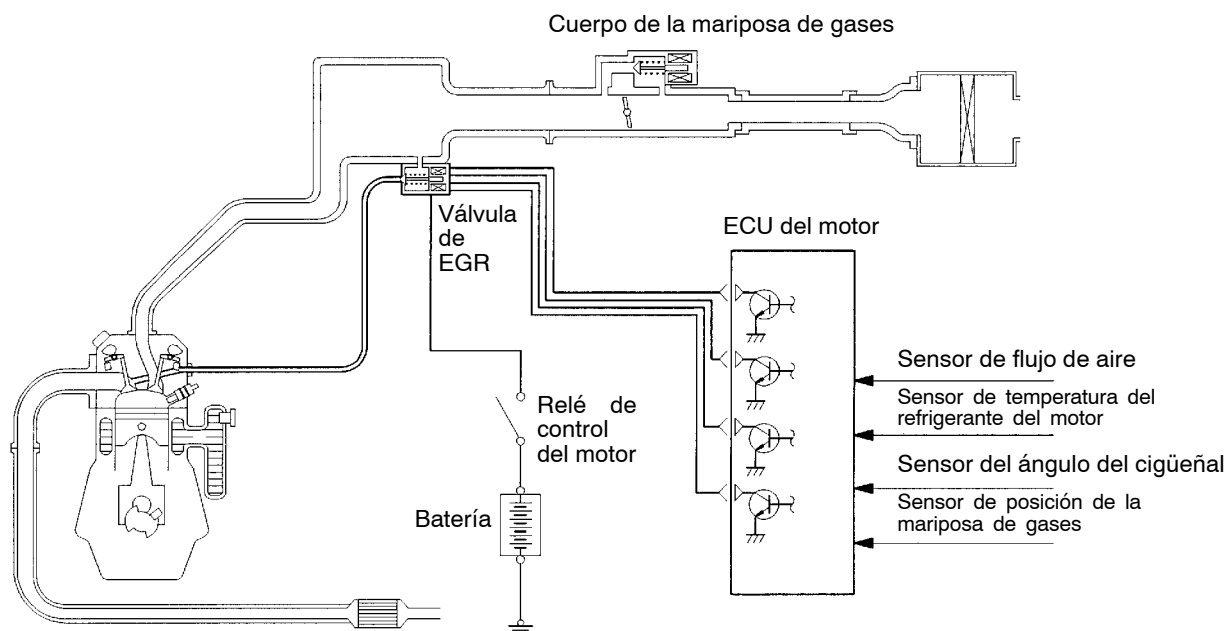 Cuerpo de la mariposa de gases
Válvula
de
EGR
ECU del motor
Sensor de flujo de aire
Sensor de temperatura del
refrigerante del motor
Relé de
control
del motor
Sensor del ángulo del cigüeñal
Sensor de posición de la
mariposa de gases
Batería